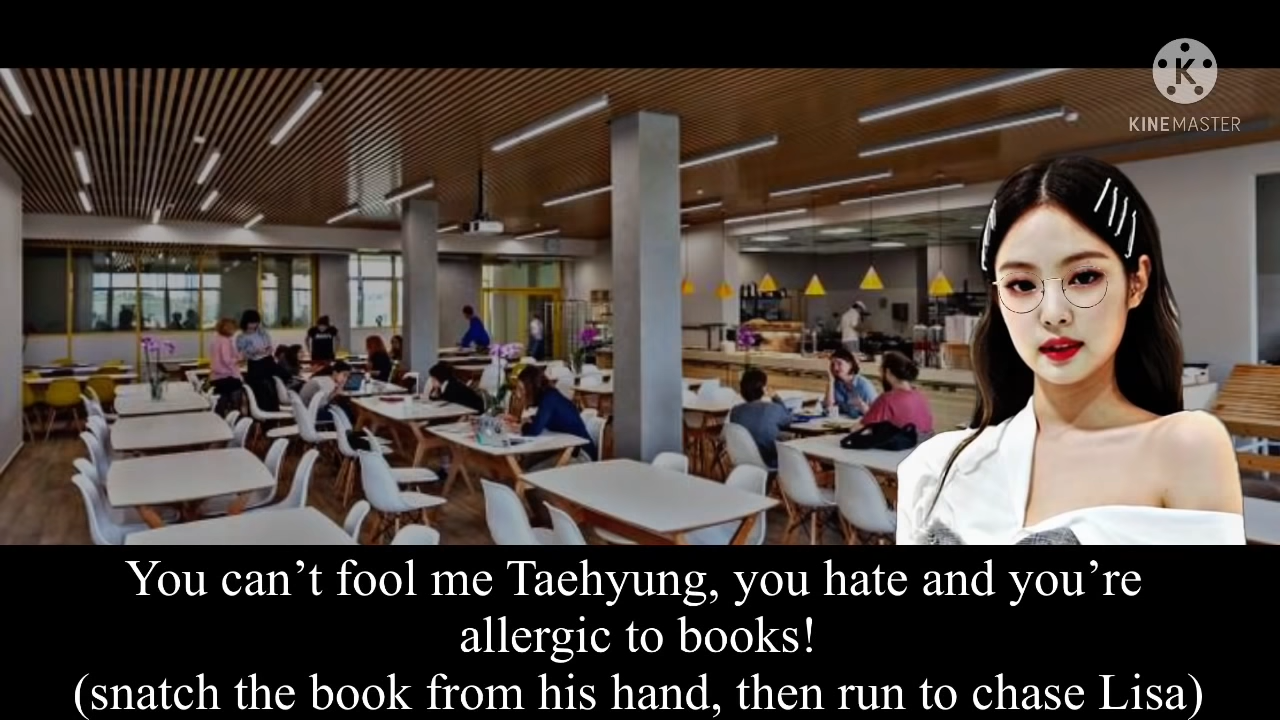 K
KINEMASTER
You can’t fool me Taehyung, you hate and you’re
allergic to books!
(snatch the book from his hand, then run to chase Lisa)